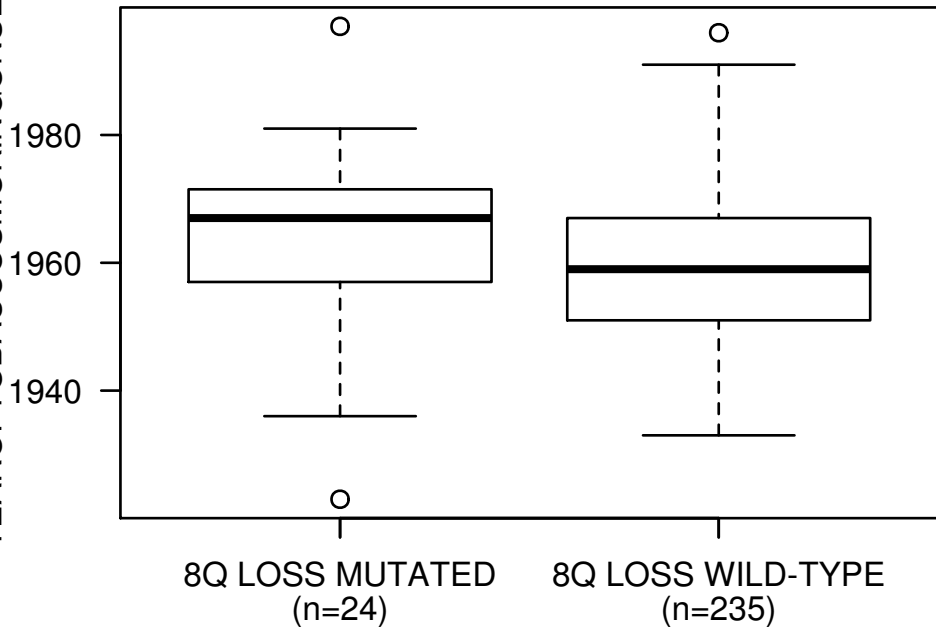 1980
1960
1940
8Q LOSS MUTATED
(n=24)
8Q LOSS WILD-TYPE
(n=235)